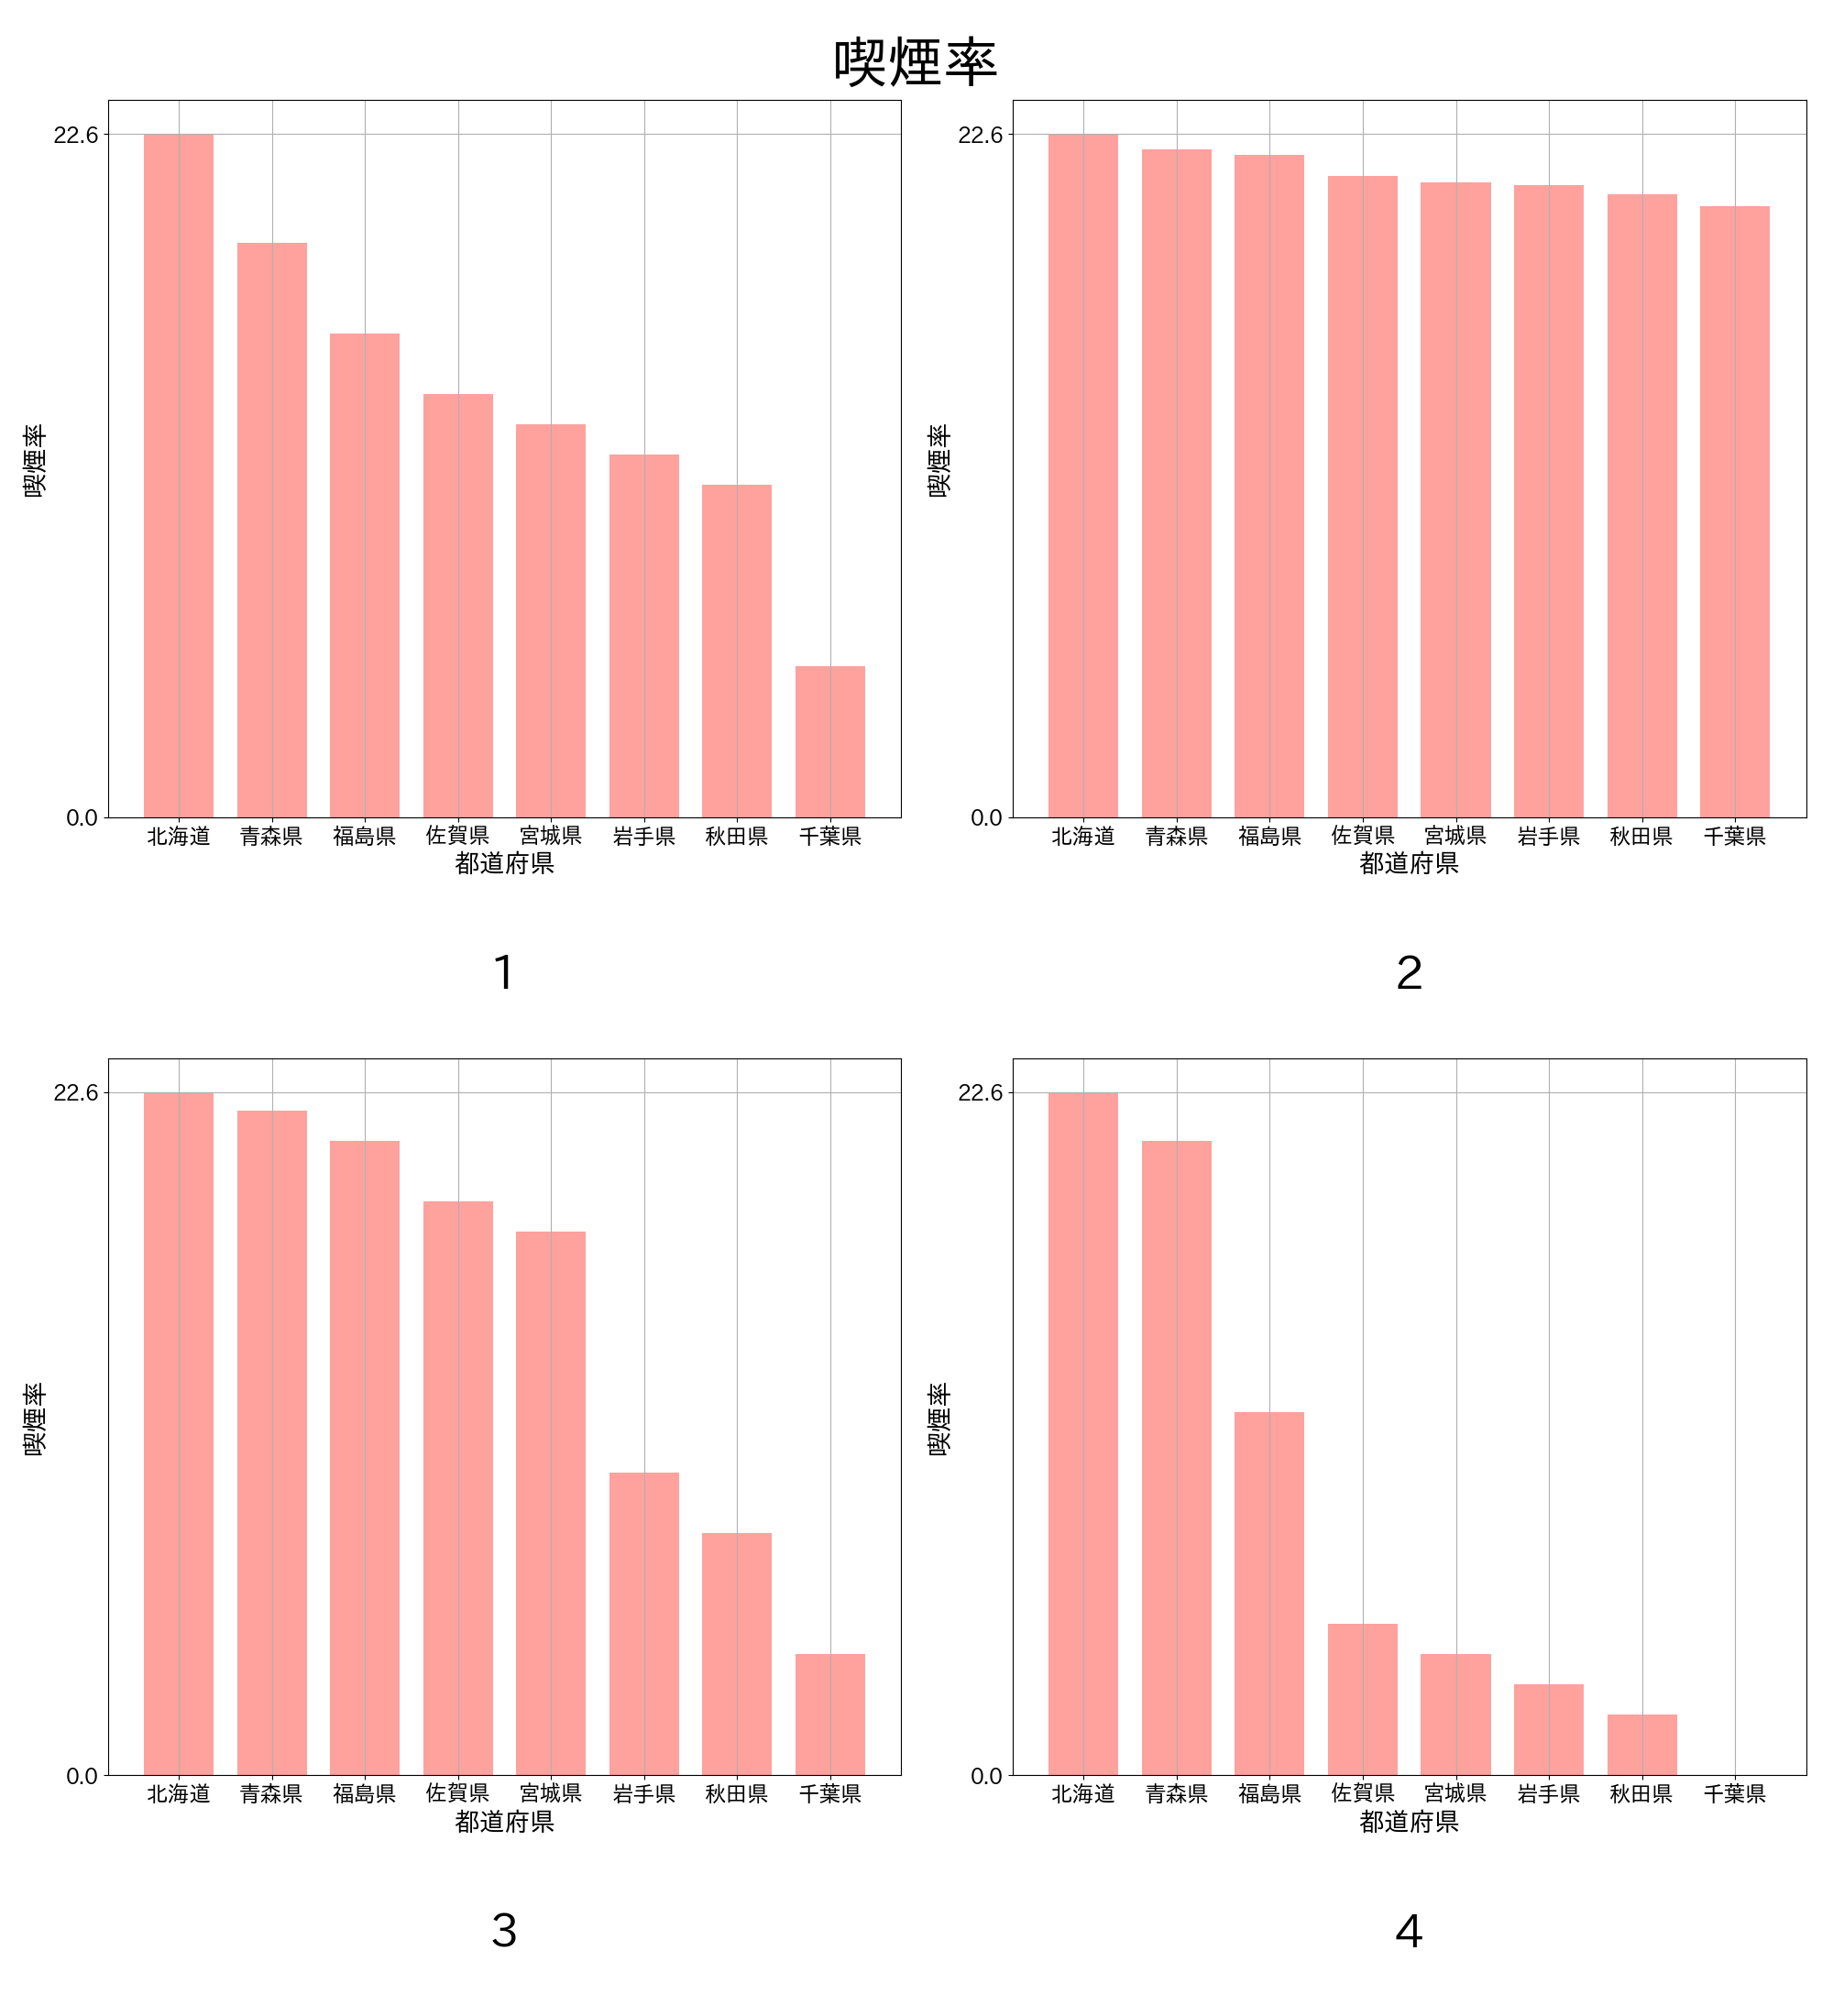 喫煙率
22.6
0.0
喫煙率
北海道 青森県 福島県 佐賀県 宮城県 岩手県 秋田県 千葉県
都道府県
1
22.6
0.0
喫煙率
北海道 青森県 福島県 佐賀県 宮城県 岩手県 秋田県 千葉県
都道府県
2
22.6
0.0
喫煙率
北海道 青森県 福島県 佐賀県 宮城県 岩手県 秋田県 千葉県
都道府県
3
22.6
0.0
喫煙率
北海道 青森県 福島県 佐賀県 宮城県 岩手県 秋田県 千葉県
都道府県
4